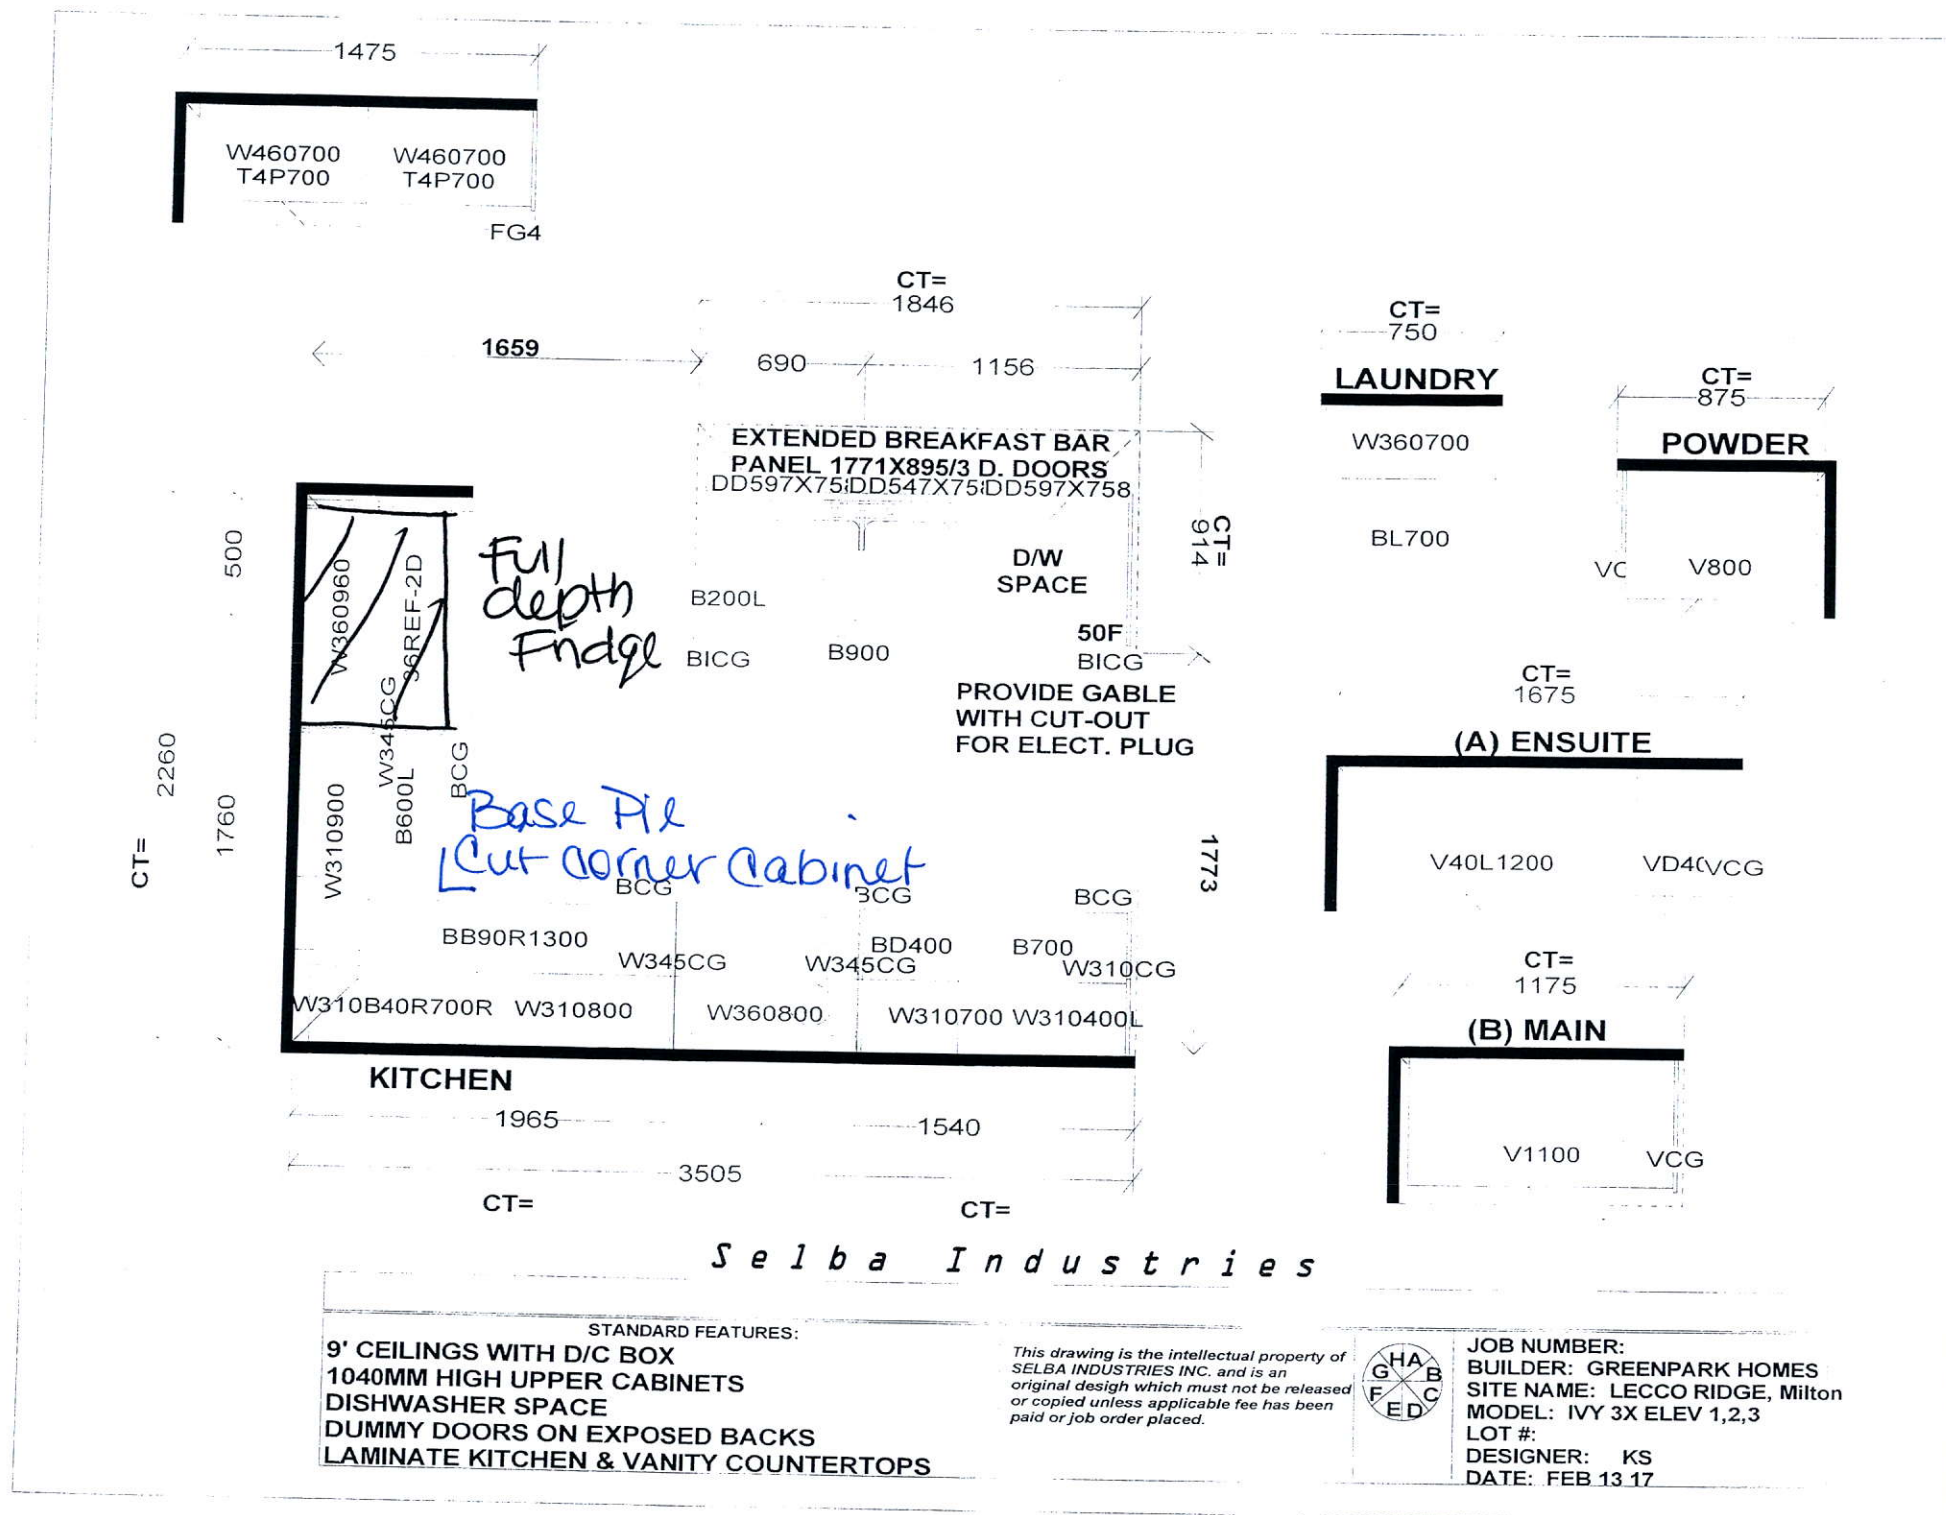 1475
W460700
T4P700
W460700
T4P700
FG4
CT=
1846
1659
690
1156
EXTENDED BREAKFAST BAR
PANEL 1771X895/3 D. DOORS
DD597X75 DD547X75 DD597X758
CT=
914
D/W
SPACE
B200L
50F
BICG
B900
BICG
PROVIDE GABLE
WITH CUT-OUT
FOR ELECT. PLUG
500
W360960
36REF-2D
Full
depth
Fridge
2260
CT=
1760
W345CG
BCG
W310900
B600L
Base Pie
Cut Corner Cabinet
BCG
BCG
BCG
1773
BB90R1300
W345CG
W345CG
BD400
B700
W310CG
W310B40R700R
W310800
W360800
W310700
W310400L
KITCHEN
1965
1540
3505
CT=
CT=
CT=
750
LAUNDRY
W360700
BL700
CT=
875
POWDER
VC
V800
CT=
1675
(A) ENSUITE
V40L1200
VD40
VCG
CT=
1175
(B) MAIN
V1100
VCG
Selba Industries
STANDARD FEATURES:
9' CEILINGS WITH D/C BOX
1040MM HIGH UPPER CABINETS
DISHWASHER SPACE
DUMMY DOORS ON EXPOSED BACKS
LAMINATE KITCHEN & VANITY COUNTERTOPS
This drawing is the intellectual property of
SELBA INDUSTRIES INC. and is an
original desigh which must not be released
or copied unless applicable fee has been
paid or job order placed.
G H A B
F E D C
JOB NUMBER:
BUILDER: GREENPARK HOMES
SITE NAME: LECCO RIDGE, Milton
MODEL: IVY 3X ELEV 1,2,3
LOT #:
DESIGNER: KS
DATE: FEB 13 17